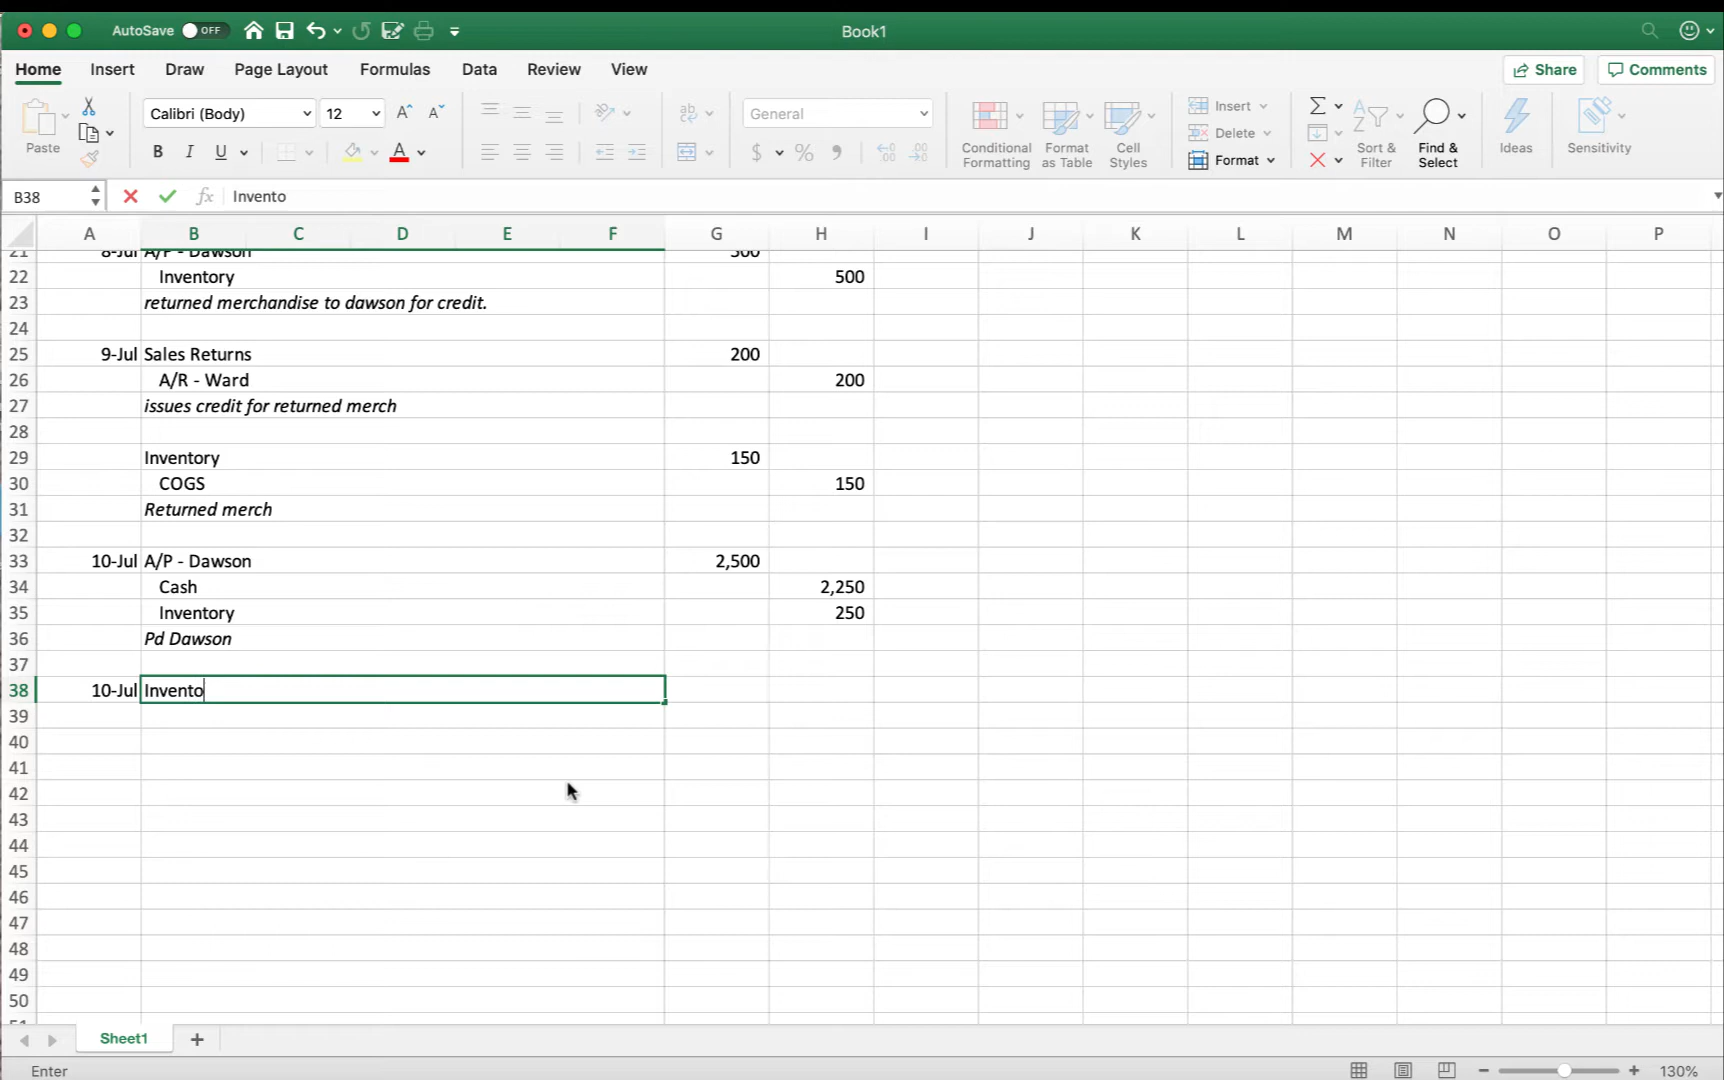 AutoSave OFF Book1
Home Insert Draw Page Layout Formulas Data Review View Share Comments
Paste Calibri (Body) 12 A^ Aˇ ab General Insert Σ A Z
B I U A $ % Conditional Formatting Format as Table Cell Styles Delete Format Sort & Filter Find & Select Ideas Sensitivity
B38 fx Invento
A B C D E F G H I J K L M N O P
21 8-Jul A/P - Dawson 500
22 Inventory 500
23 returned merchandise to dawson for credit.
24
25 9-Jul Sales Returns 200
26 A/R - Ward 200
27 issues credit for returned merch
28
29 Inventory 150
30 COGS 150
31 Returned merch
32
33 10-Jul A/P - Dawson 2,500
34 Cash 2,250
35 Inventory 250
36 Pd Dawson
37
38 10-Jul Invento
39
40
41
42
43
44
45
46
47
48
49
50
51
Sheet1 +
Enter 130%